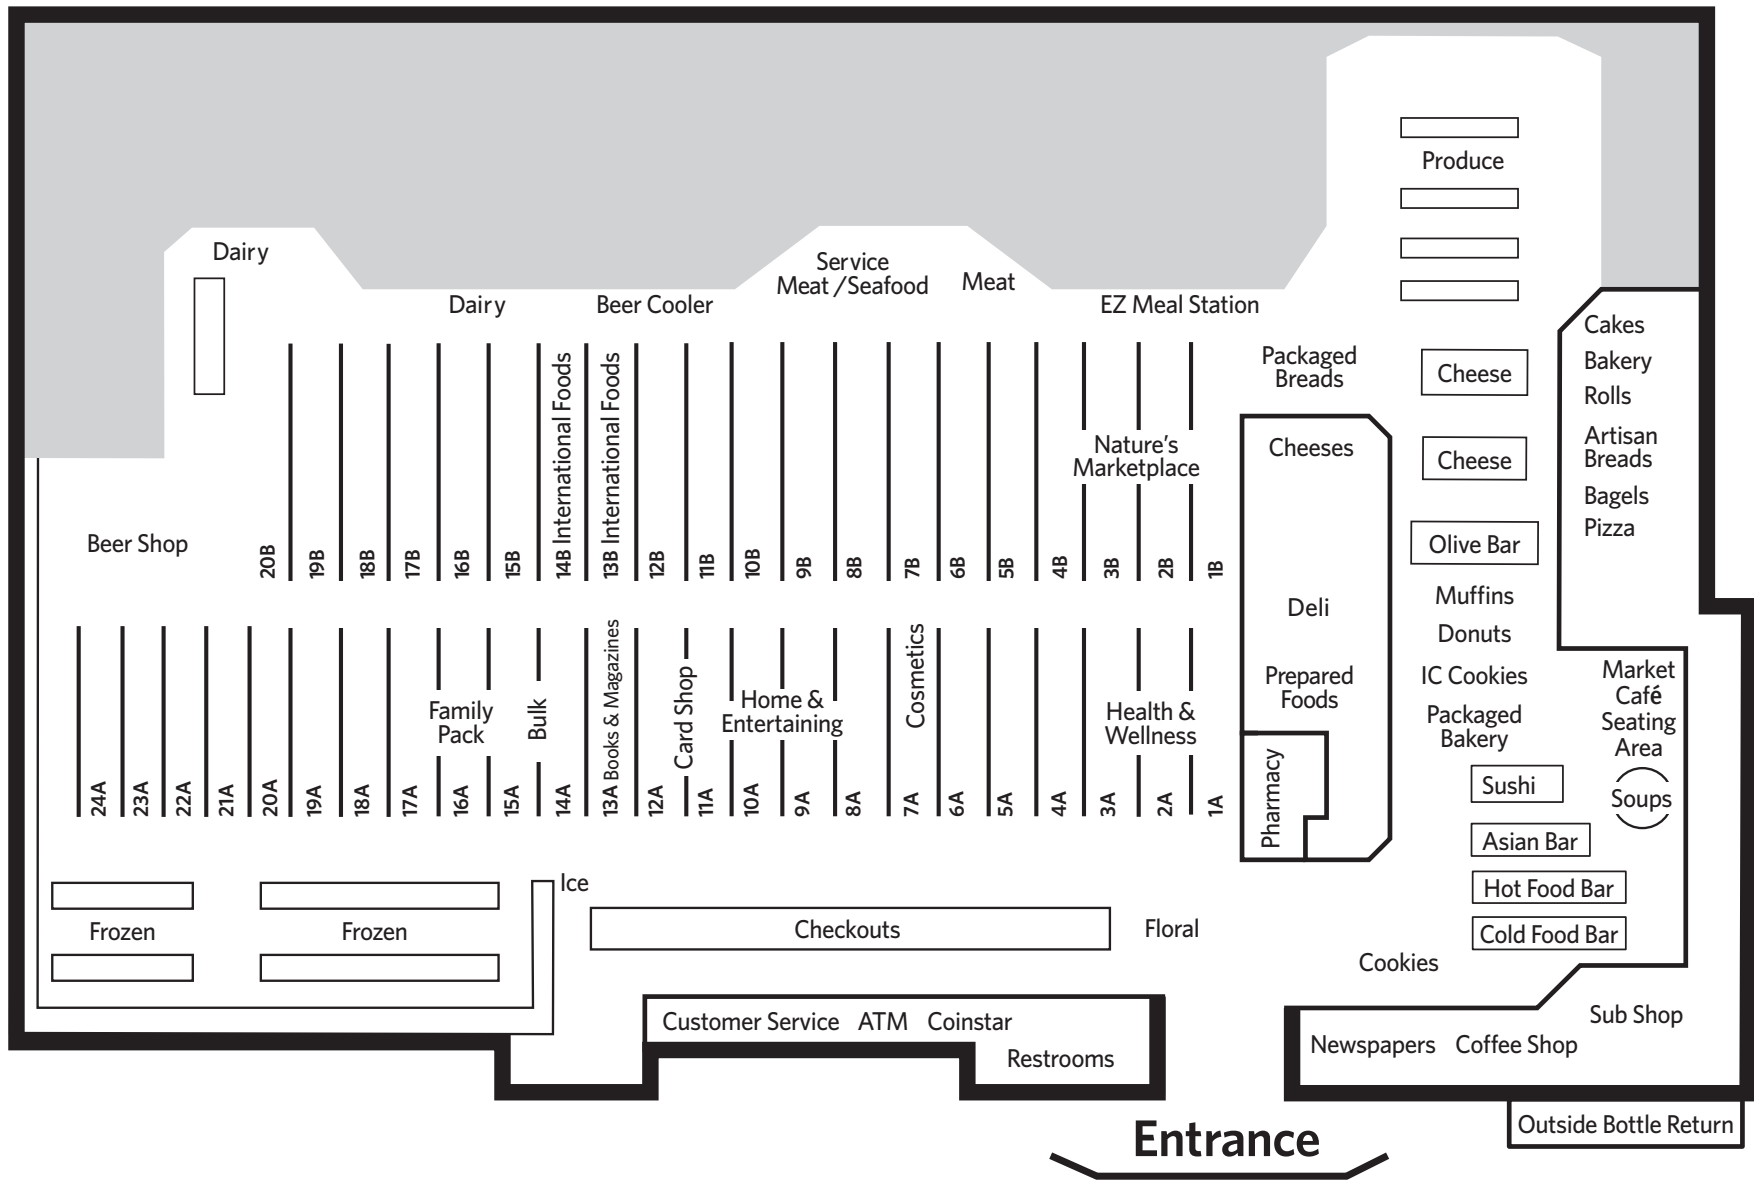 Produce
Dairy
Service
Meat /Seafood
Meat
Dairy
Beer Cooler
EZ Meal Station
Packaged
Breads
Cheese
Cakes
Bakery
Rolls
Artisan
Breads
Bagels
Pizza
Nature's
Marketplace
Cheeses
Cheese
Beer Shop
20B
19B
18B
17B
16B
15B
14B International Foods
13B International Foods
12B
11B
10B
9B
8B
7B
6B
5B
4B
3B
2B
1B
Olive Bar
Muffins
Donuts
IC Cookies
Packaged
Bakery
Deli
Prepared
Foods
Pharmacy
Market
Café
Seating
Area
Soups
Sushi
Asian Bar
Hot Food Bar
Cold Food Bar
Family
Pack
Bulk
Card Shop
Home &
Entertaining
Cosmetics
Health &
Wellness
24A
23A
22A
21A
20A
19A
18A
17A
16A
15A
14A
13A Books & Magazines
12A
11A
10A
9A
8A
7A
6A
5A
4A
3A
2A
1A
Ice
Frozen
Frozen
Checkouts
Floral
Cookies
Customer Service ATM Coinstar
Restrooms
Sub Shop
Newspapers Coffee Shop
Entrance
Outside Bottle Return